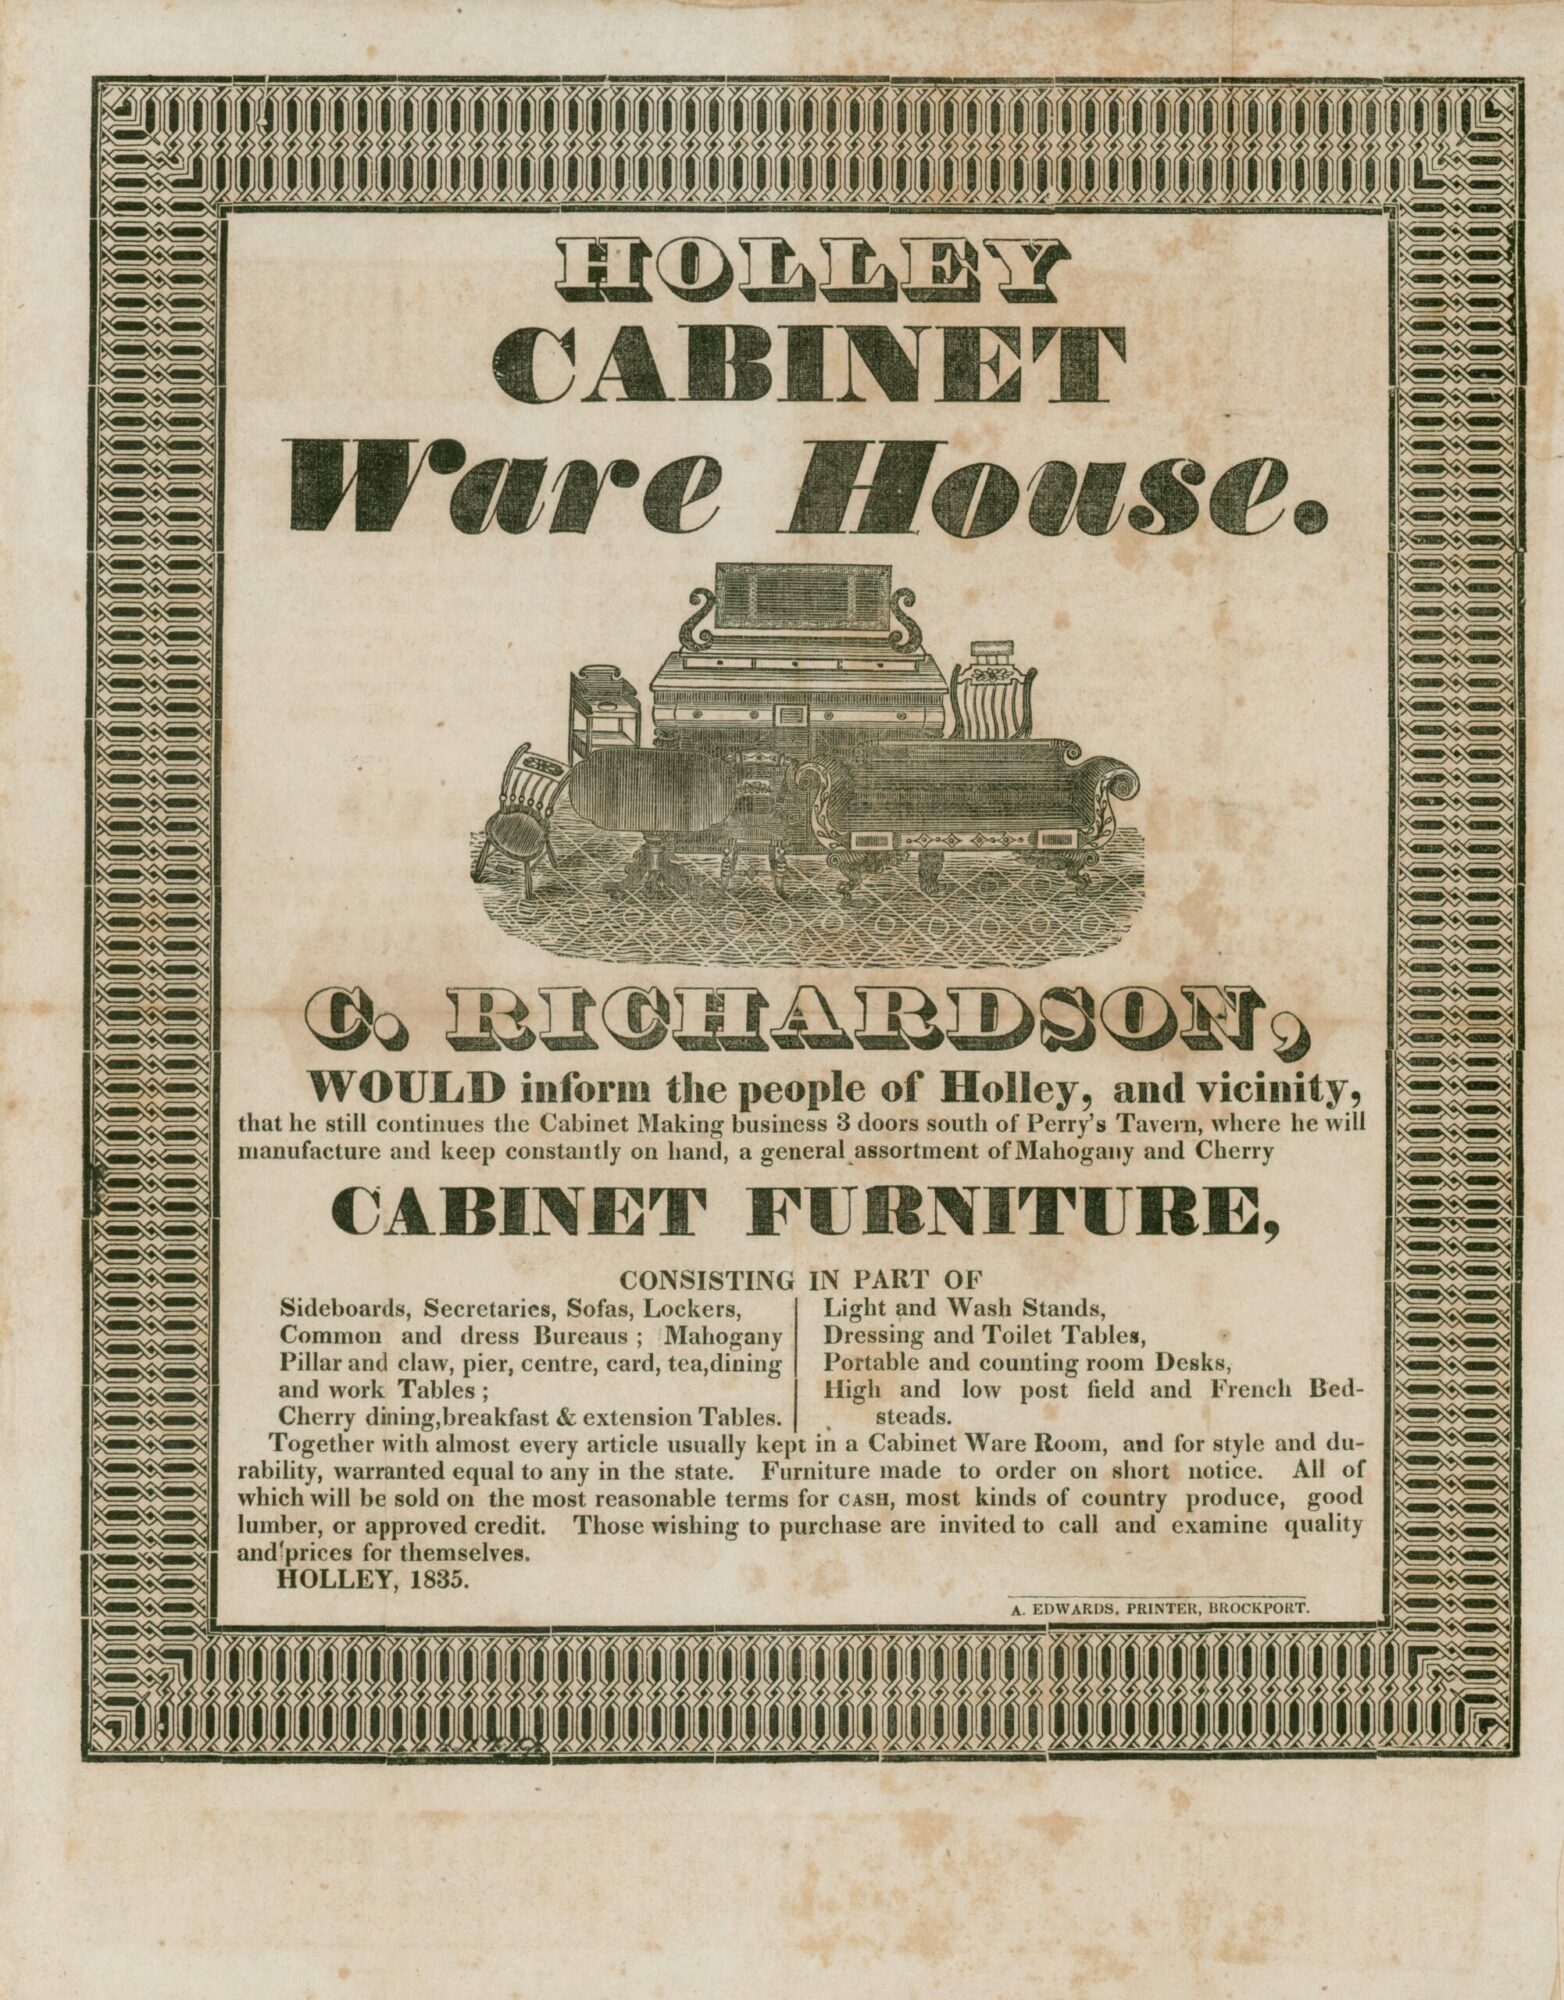 HOLLEY
CABINET
Ware House.
C. RICHARDSON,
WOULD inform the people of Holley, and vicinity,
that he still continues the Cabinet Making business 3 doors south of Perry's Tavern, where he will
manufacture and keep constantly on hand, a general assortment of Mahogany and Cherry
CABINET FURNITURE,
CONSISTING IN PART OF
Sideboards, Secretaries, Sofas, Lockers,
Common and dress Bureaus ; Mahogany
Pillar and claw, pier, centre, card, tea,dining
and work Tables ;
Cherry dining,breakfast & extension Tables.
Light and Wash Stands,
Dressing and Toilet Tables,
Portable and counting room Desks,
High and low post field and French Bed-
steads.
Together with almost every article usually kept in a Cabinet Ware Room, and for style and du-
rability, warranted equal to any in the state. Furniture made to order on short notice. All of
which will be sold on the most reasonable terms for CASH, most kinds of country produce, good
lumber, or approved credit. Those wishing to purchase are invited to call and examine quality
and prices for themselves.
HOLLEY, 1835.
A. EDWARDS, PRINTER, BROCKPORT.